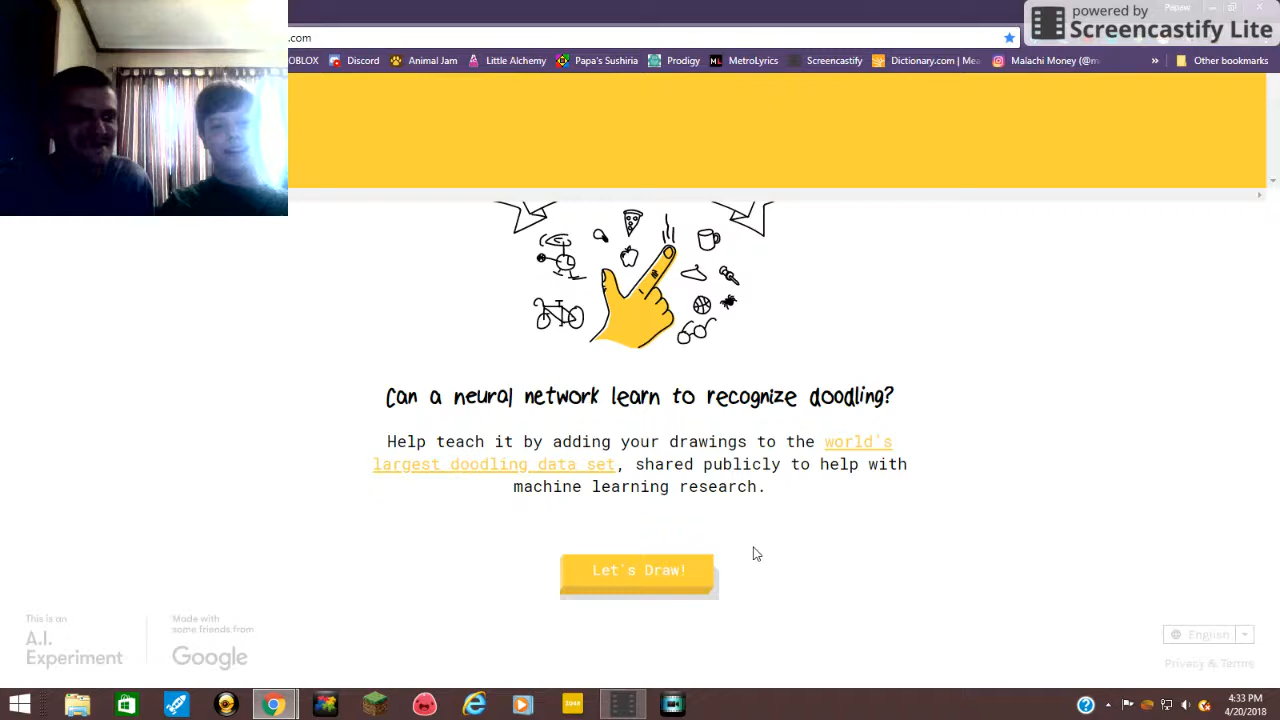 powered by
Screencastify Lite
Papaw
.com
OBLOX Discord Animal Jam Little Alchemy Papa's Sushiria Prodigy MetroLyrics Screencastify Dictionary.com | Mea Malachi Money (@m » Other bookmarks
Can a neural network learn to recognize doodling?
Help teach it by adding your drawings to the world's
largest doodling data set, shared publicly to help with
machine learning research.
Let's Draw!
This is an
A.I.
Experiment
Made with
some friends from
Google
English
Privacy & Terms
2048
4:33 PM
4/20/2018